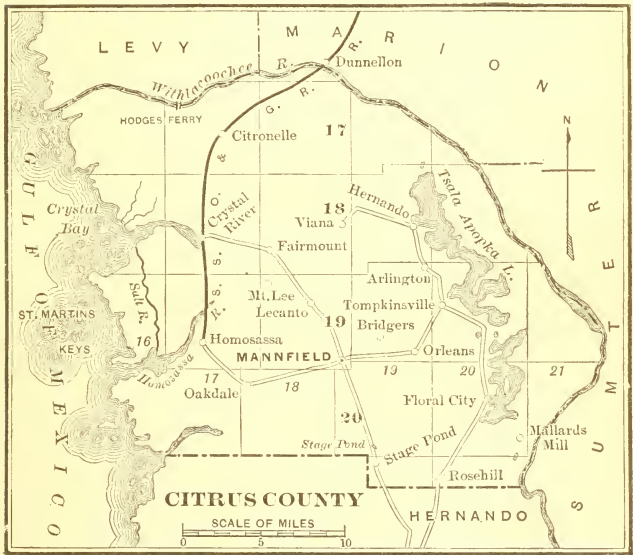 LEVY
MARION
Withlacoochee R.
Dunnellon
HODGES FERRY
S. S. O. & G. R. R.
Citronelle
17
N
GULF OF MEXICO
Crystal Bay
Crystal River
18
Hernando
Viana
Tsala Apopka L.
Fairmount
SUMTER
Salt R.
Arlington
Mt. Lee
Lecanto
Tompkinsville
Bridgers
ST. MARTINS KEYS
16
19
Homosassa
Homosassa
MANNFIELD
Orleans
17
18
19
20
21
Oakdale
Floral City
20
Mallards Mill
Stage Pond
Stage Pond
Rosehill
CITRUS COUNTY
HERNANDO
SCALE OF MILES
0 5 10